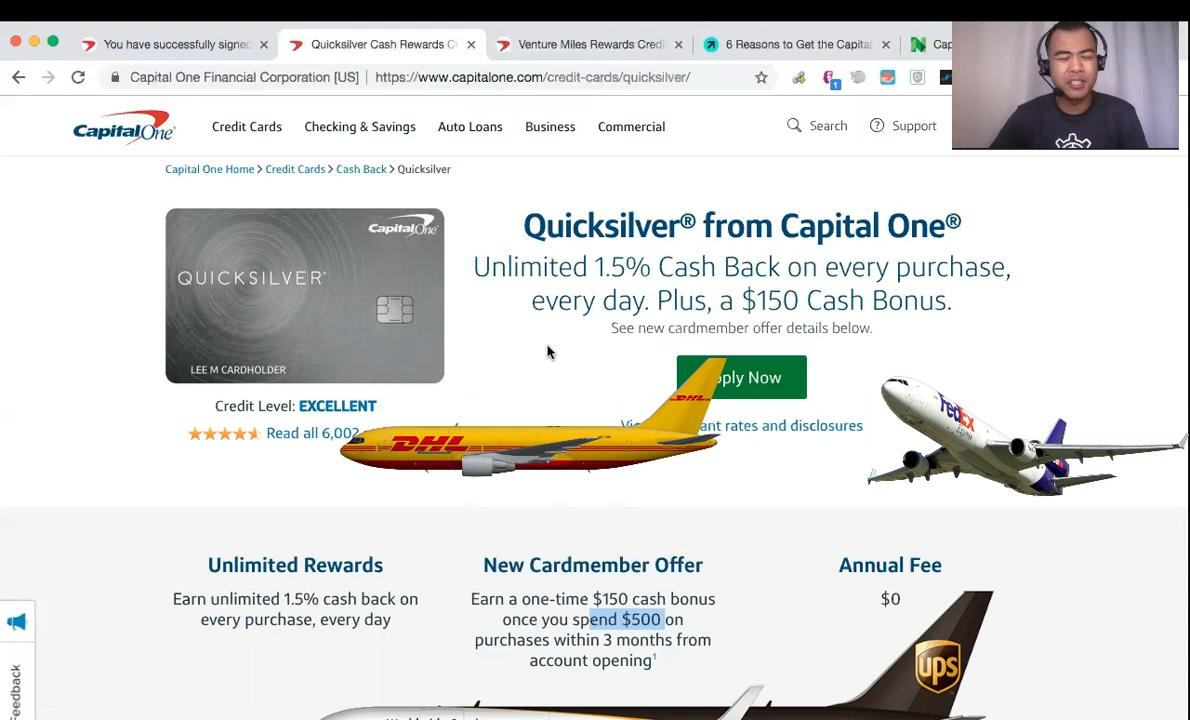 You have successfully signe
Quicksilver Cash Rewards C
Venture Miles Rewards Credi
6 Reasons to Get the Capital
Cap
Capital One Financial Corporation [US] | https://www.capitalone.com/credit-cards/quicksilver/
1
CapitalOne
Credit Cards
Checking & Savings
Auto Loans
Business
Commercial
Search
Support
Capital One Home > Credit Cards > Cash Back > Quicksilver
CapitalOne
QUICKSILVER
LEE M CARDHOLDER
Credit Level: EXCELLENT
Read all 6,002
Quicksilver® from Capital One®
Unlimited 1.5% Cash Back on every purchase,
every day. Plus, a $150 Cash Bonus.
See new cardmember offer details below.
pply Now
ant rates and disclosures
DHL
DHL
FedEx
Unlimited Rewards
Earn unlimited 1.5% cash back on
every purchase, every day
New Cardmember Offer
Earn a one-time $150 cash bonus
once you spend $500 on
purchases within 3 months from
account opening¹
Annual Fee
$0
ups
Feedback